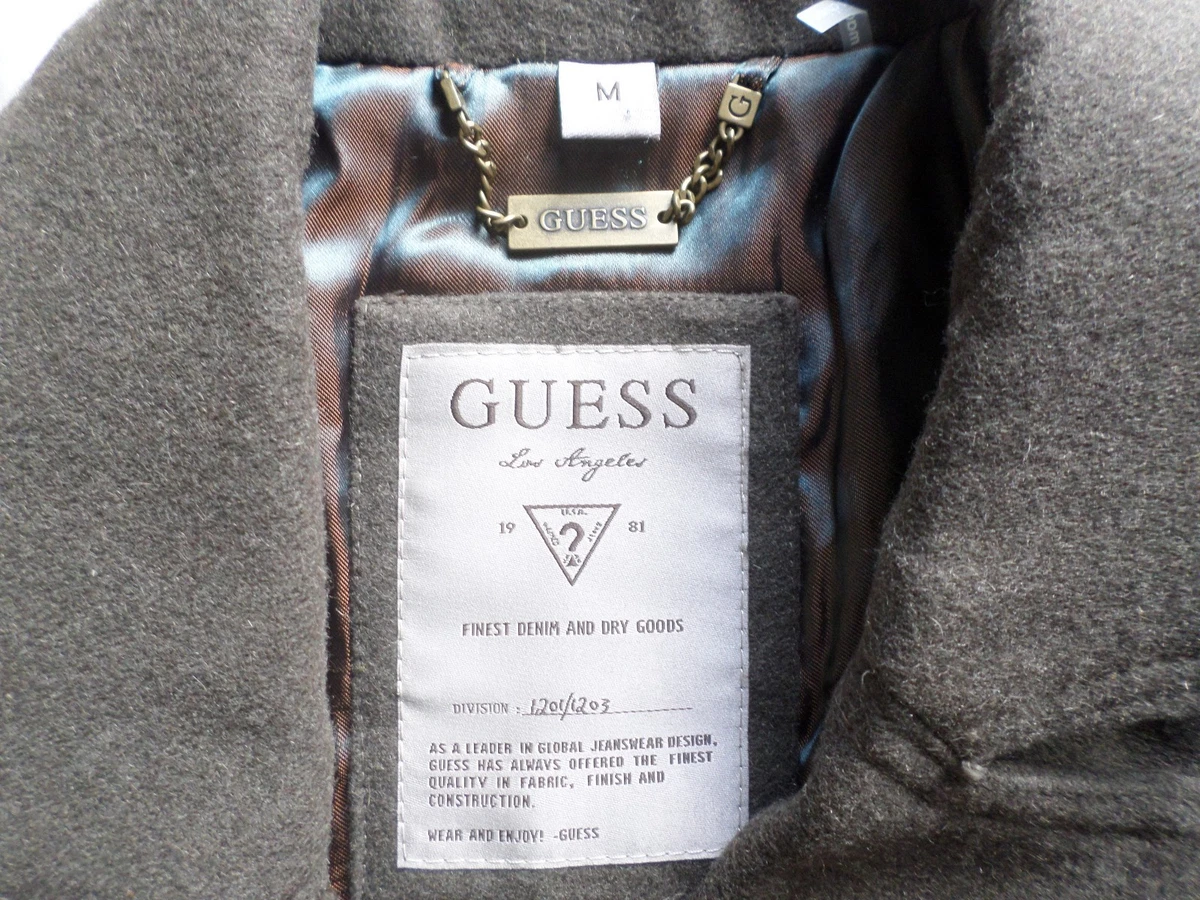 M
G
GUESS
GUESS
Los Angeles
U.S.A.
19 ? 81
FINEST DENIM AND DRY GOODS
DIVISION : 1201/1203
AS A LEADER IN GLOBAL JEANSWEAR DESIGN,
GUESS HAS ALWAYS OFFERED THE FINEST
QUALITY IN FABRIC, FINISH AND
CONSTRUCTION.
WEAR AND ENJOY! -GUESS